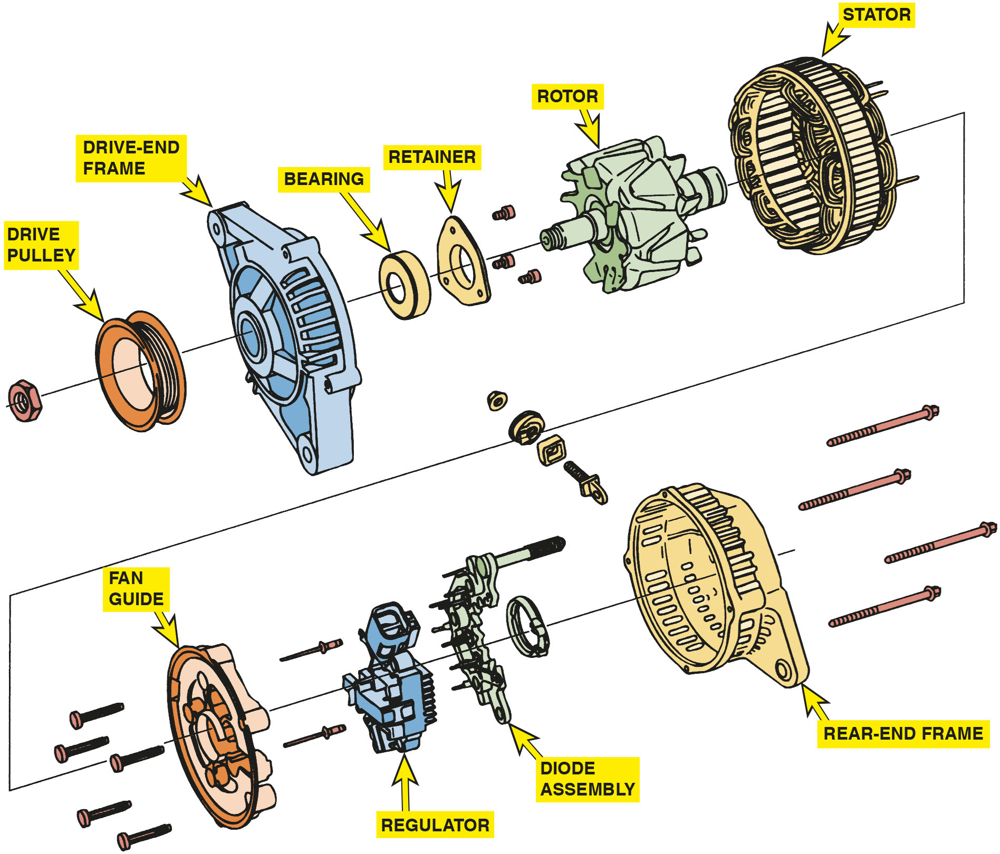 STATOR
ROTOR
DRIVE-END
FRAME
RETAINER
BEARING
DRIVE
PULLEY
FAN
GUIDE
REAR-END FRAME
DIODE
ASSEMBLY
REGULATOR